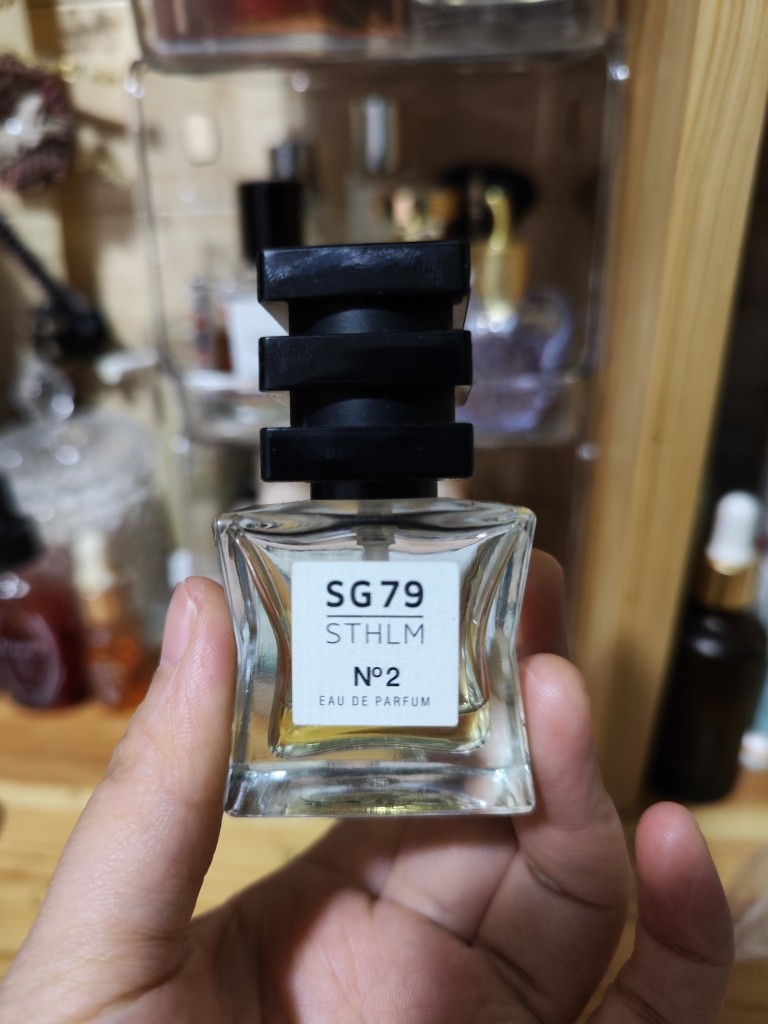 SG79
STHLM
Nº2
EAU DE PARFUM